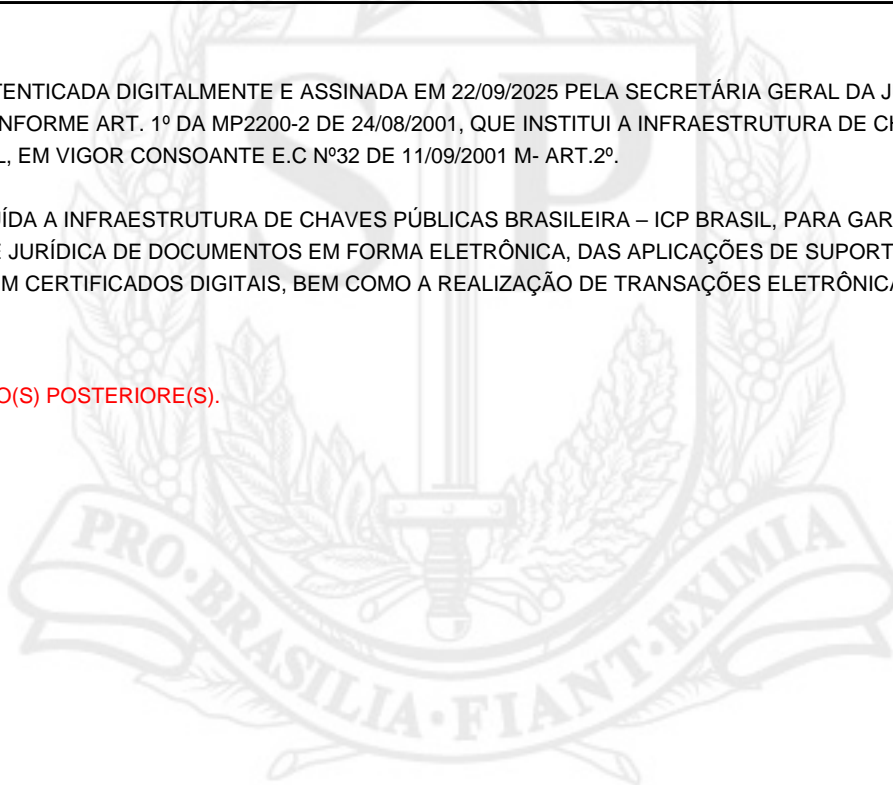 TENTICADA DIGITALMENTE E ASSINADA EM 22/09/2025 PELA SECRETÁRIA GERAL DA J
NFORME ART. 1º DA MP2200-2 DE 24/08/2001, QUE INSTITUI A INFRAESTRUTURA DE CH
L, EM VIGOR CONSOANTE E.C Nº32 DE 11/09/2001 M- ART.2º.
ÍDA A INFRAESTRUTURA DE CHAVES PÚBLICAS BRASILEIRA – ICP BRASIL, PARA GAR
E JURÍDICA DE DOCUMENTOS EM FORMA ELETRÔNICA, DAS APLICAÇÕES DE SUPORT
M CERTIFICADOS DIGITAIS, BEM COMO A REALIZAÇÃO DE TRANSAÇÕES ELETRÔNICA
O(S) POSTERIORE(S).
SP
PRO·BRASILIA·FIANT·EXIMIA